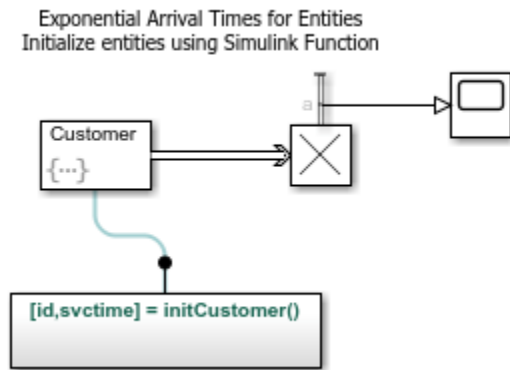 Exponential Arrival Times for Entities
Initialize entities using Simulink Function
a
Customer
{...}
[id,svctime] = initCustomer()